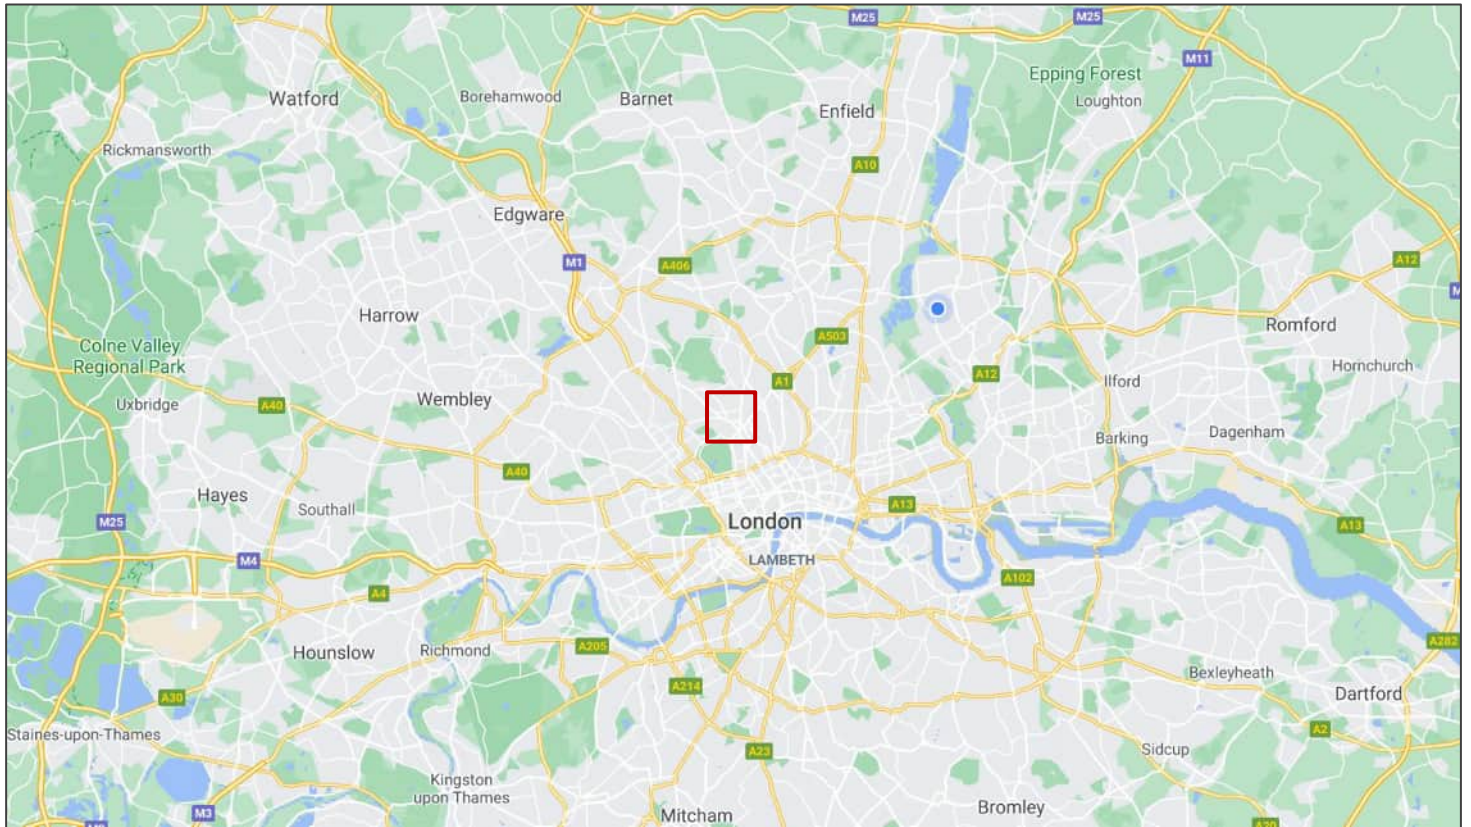 M25
M25
M11
Epping Forest
Watford
Borehamwood
Barnet
Loughton
Enfield
Rickmansworth
A10
Edgware
M1
A406
A12
Harrow
Romford
A503
Colne Valley
Regional Park
Hornchurch
A12
A1
Ilford
Wembley
Uxbridge
A40
Dagenham
Barking
A40
Hayes
A13
Southall
London
M25
A13
M4
LAMBETH
A102
A4
A282
A205
Richmond
Hounslow
Bexleyheath
A214
Dartford
A30
A2
Staines-upon-Thames
A23
Sidcup
Kingston
upon Thames
Bromley
M3
Mitcham